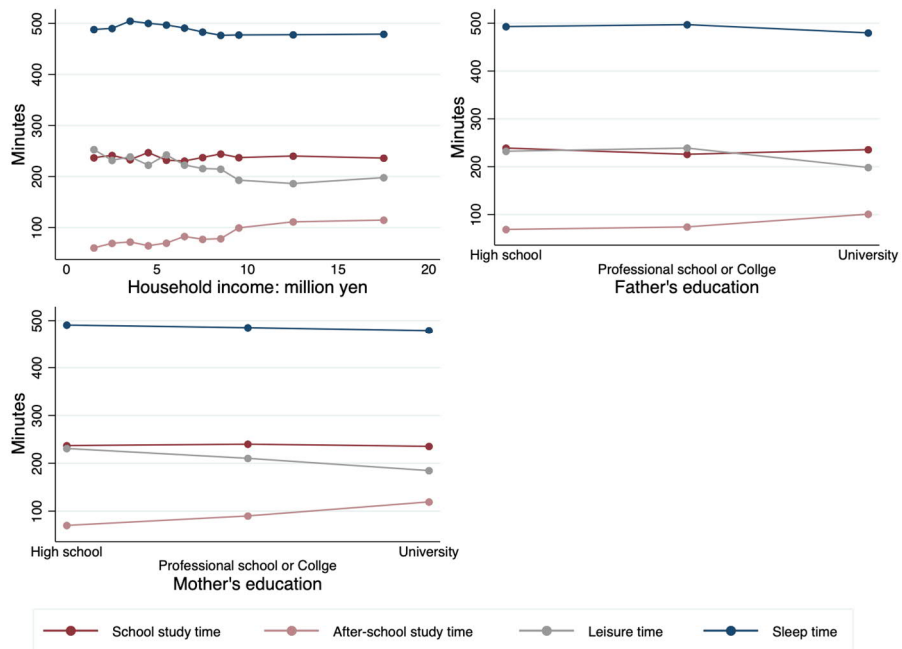 500
400
300
200
100
Minutes
0 5 10 15 20
Household income: million yen
500
400
300
200
100
Minutes
High school University
Professional school or Collge
Father's education
500
400
300
200
100
Minutes
High school University
Professional school or Collge
Mother's education
School study time After-school study time Leisure time Sleep time